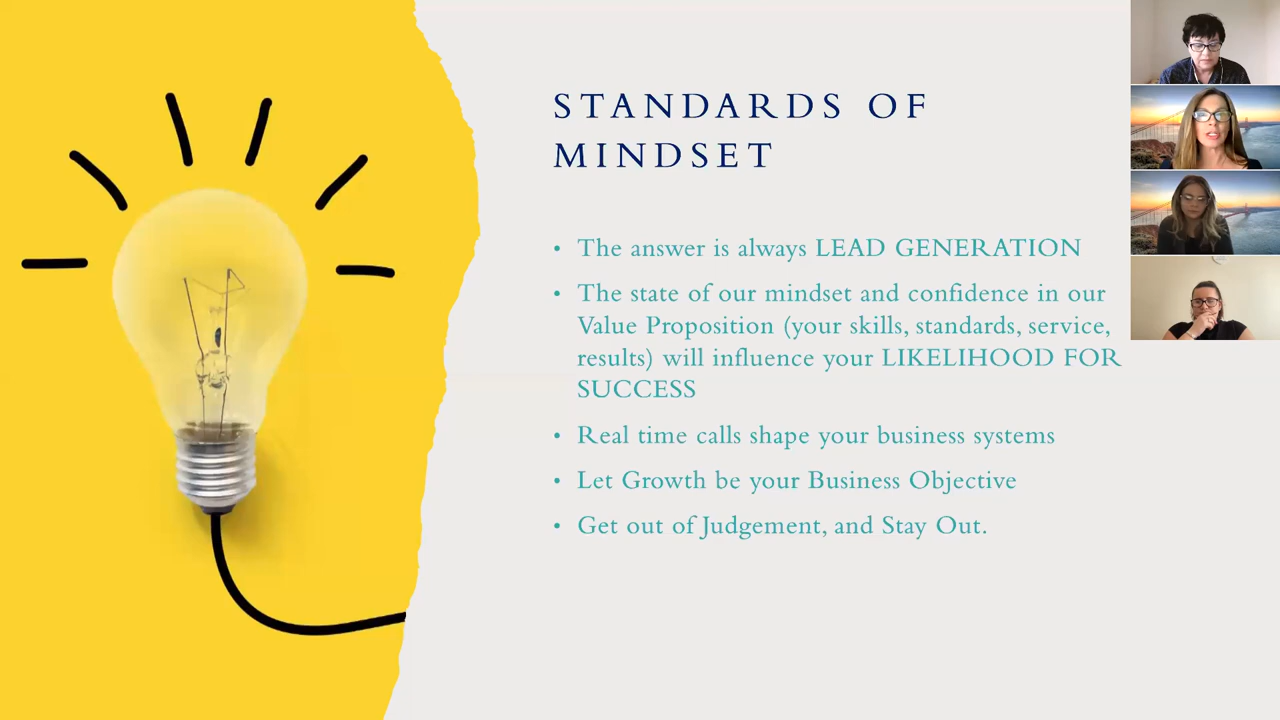 STANDARDS OF
MINDSET
• The answer is always LEAD GENERATION
• The state of our mindset and confidence in our
Value Proposition (your skills, standards, service,
results) will influence your LIKELIHOOD FOR
SUCCESS
• Real time calls shape your business systems
• Let Growth be your Business Objective
• Get out of Judgement, and Stay Out.